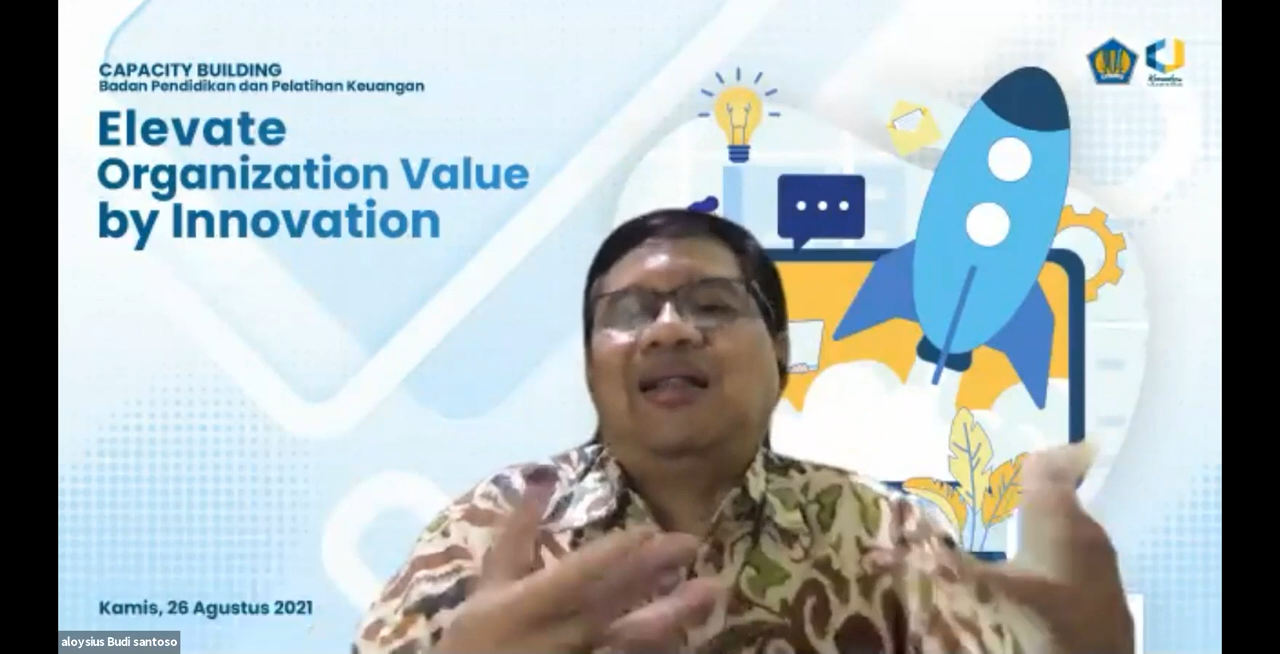 CAPACITY BUILDING
Badan Pendidikan dan Pelatihan Keuangan
Elevate
Organization Value
by Innovation
Kamis, 26 Agustus 2021
aloysius Budi santoso